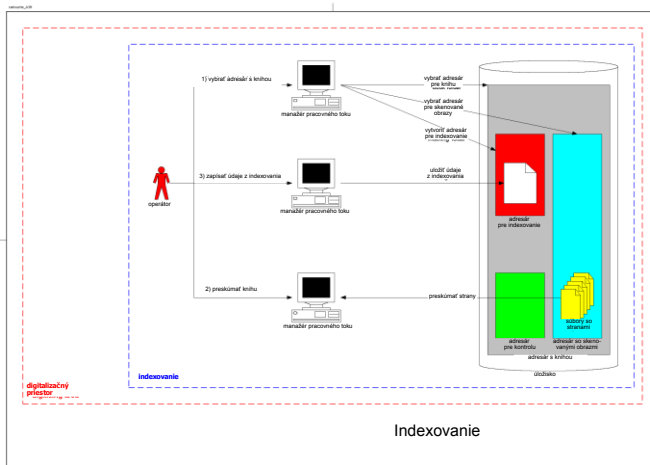 1) vybrať adresár s knihou
manažér pracovného toku
vybrať adresár
pre knihu
vybrať adresár
pre skenované
obrazy
vytvoriť adresár
pre indexovanie
operátor
3) zapísať údaje z indexovania
manažér pracovného toku
uložiť údaje
z indexovania
adresár
pre indexovanie
2) preskúmať knihu
manažér pracovného toku
preskúmať strany
súbory so
stranami
adresár
pre kontrolu
adresár so skeno-
vanými obrazmi
adresár s knihou
úložisko
indexovanie
digitalizačný
priestor
Indexovanie